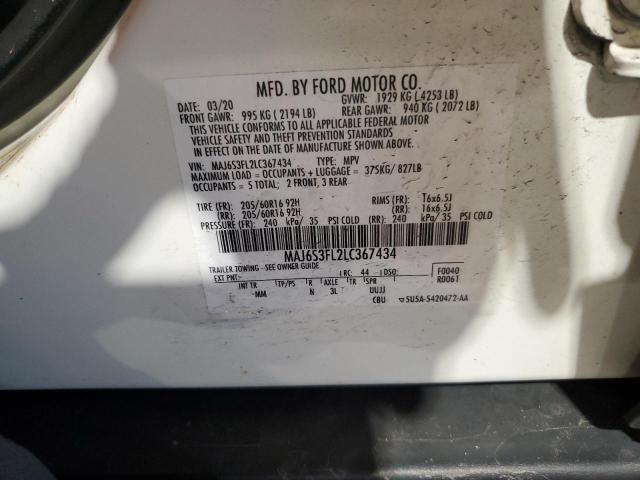 MFD. BY FORD MOTOR CO.
DATE: 03/20 GVWR: 1929 KG ( 4253 LB)
FRONT GAWR: 995 KG ( 2194 LB) REAR GAWR: 940 KG ( 2072 LB)
THIS VEHICLE CONFORMS TO ALL APPLICABLE FEDERAL MOTOR
VEHICLE SAFETY AND THEFT PREVENTION STANDARDS
IN EFFECT ON THE DATE OF MANUFACTURE SHOWN ABOVE.
VIN: MAJ6S3FL2LC367434 TYPE: MPV
MAXIMUM LOAD = OCCUPANTS + LUGGAGE = 375KG/ 827LB
OCCUPANTS = 5 TOTAL; 2 FRONT, 3 REAR
TIRE (FR): 205/60R16 92H RIMS (FR): 16x6.5J
(RR): 205/60R16 92H (RR): 16x6.5J
PRESSURE (FR): 240 kPa/ 35 PSI COLD (RR): 240 kPa/ 35 PSI COLD
MAJ6S3FL2LC367434
TRAILER TOWING - SEE OWNER GUIDE
EXT PNT: RC: 44 DSO: F0040
R0061
INT TR TP/PS R AXLE TR SPR
MM N 3L UUJJ
CBU 5U5A-5420472-AA